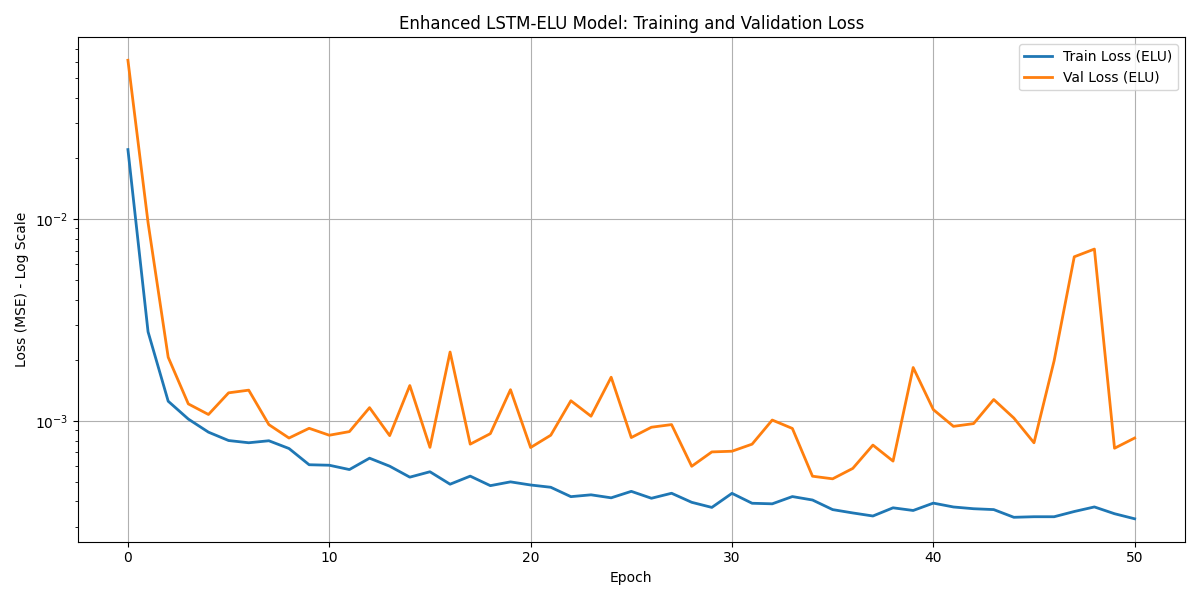 Enhanced LSTM-ELU Model: Training and Validation Loss
Train Loss (ELU)
Val Loss (ELU)
Loss (MSE) - Log Scale
10⁻²
10⁻³
0 10 20 30 40 50
Epoch